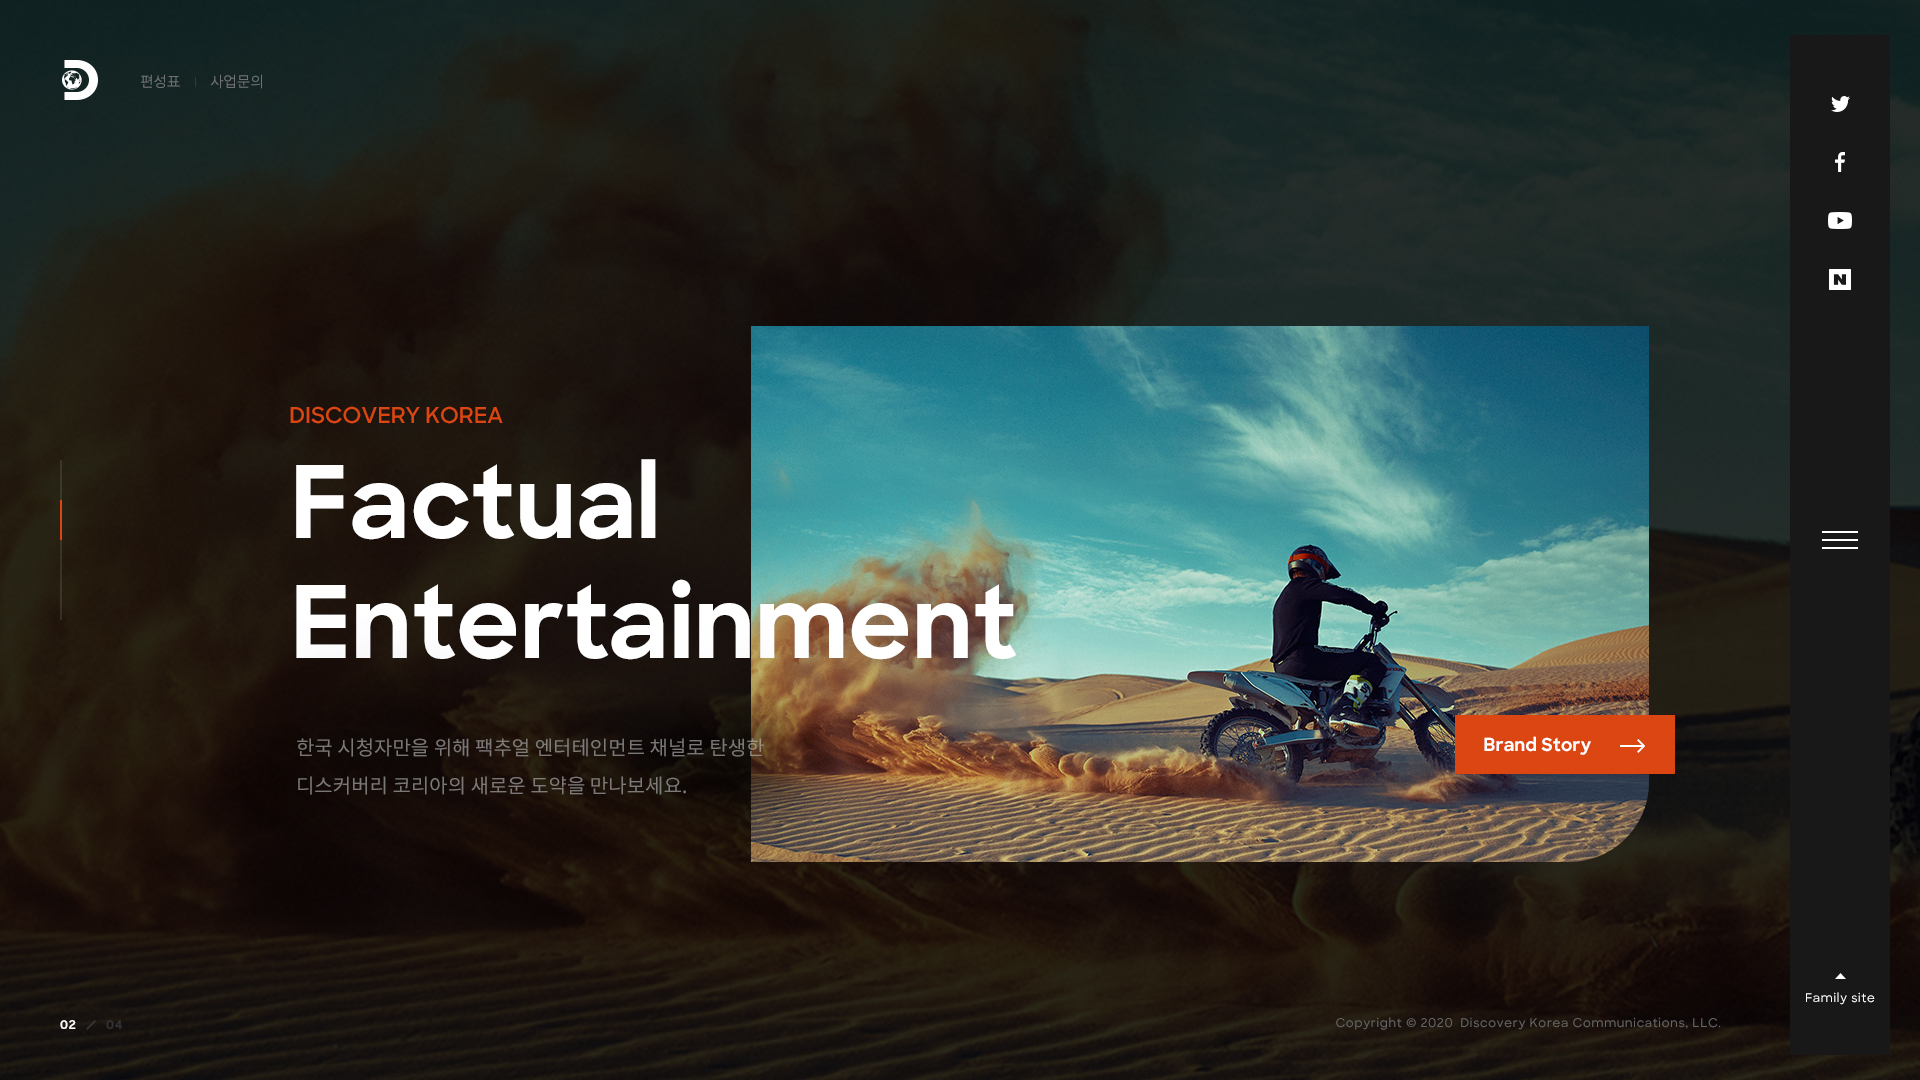 편성표
사업문의
DISCOVERY KOREA
Factual
Entertainment
한국 시청자만을 위해 팩추얼 엔터테인먼트 채널로 탄생한
디스커버리 코리아의 새로운 도약을 만나보세요.
Brand Story
Family site
02 / 04
Copyright © 2020 Discovery Korea Communications, LLC.